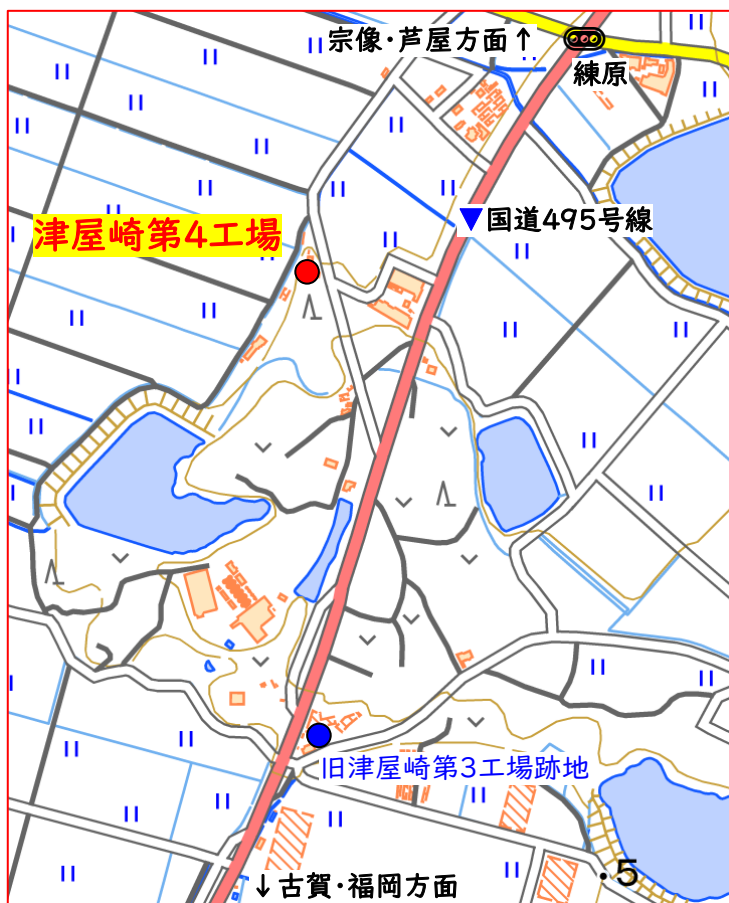 宗像・芦屋方面↑
練原
▼国道495号線
津屋崎第4工場
旧津屋崎第3工場跡地
・5
↓古賀・福岡方面